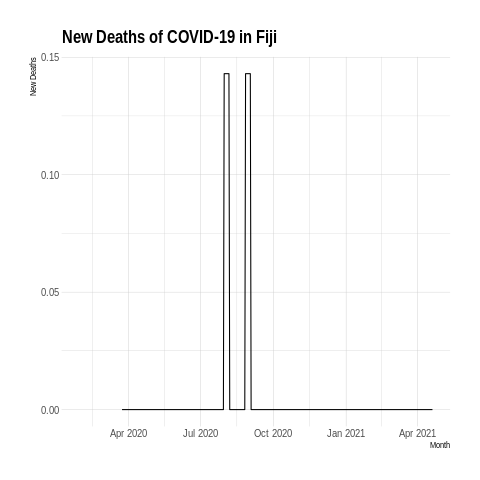 New Deaths of COVID-19 in Fiji
New Deaths
0.15
0.10
0.05
0.00
Apr 2020 Jul 2020 Oct 2020 Jan 2021 Apr 2021
Month